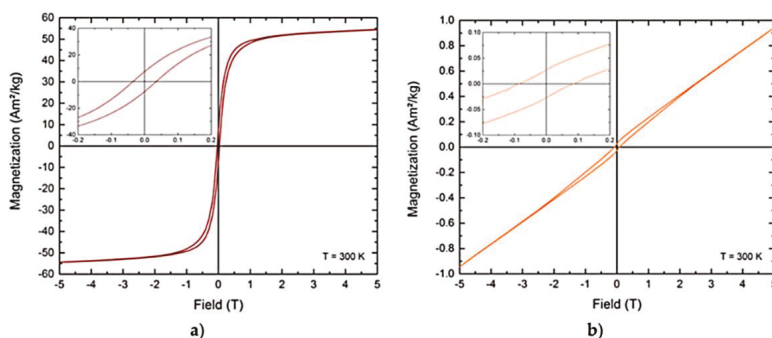 a)
60
50
40
30
20
10
0
-10
-20
-30
-40
-50
-60
-5 -4 -3 -2 -1 0 1 2 3 4 5
Magnetization (Am²/kg)
Field (T)
T = 300 K
40
20
0
-20
-40
-0.2 -0.1 0.0 0.1 0.2
a)
b)
1.0
0.8
0.6
0.4
0.2
0.0
-0.2
-0.4
-0.6
-0.8
-1.0
-5 -4 -3 -2 -1 0 1 2 3 4 5
Magnetization (Am²/kg)
Field (T)
T = 300 K
0.10
0.05
0.00
-0.05
-0.10
-0.2 -0.1 0.0 0.1 0.2
b)